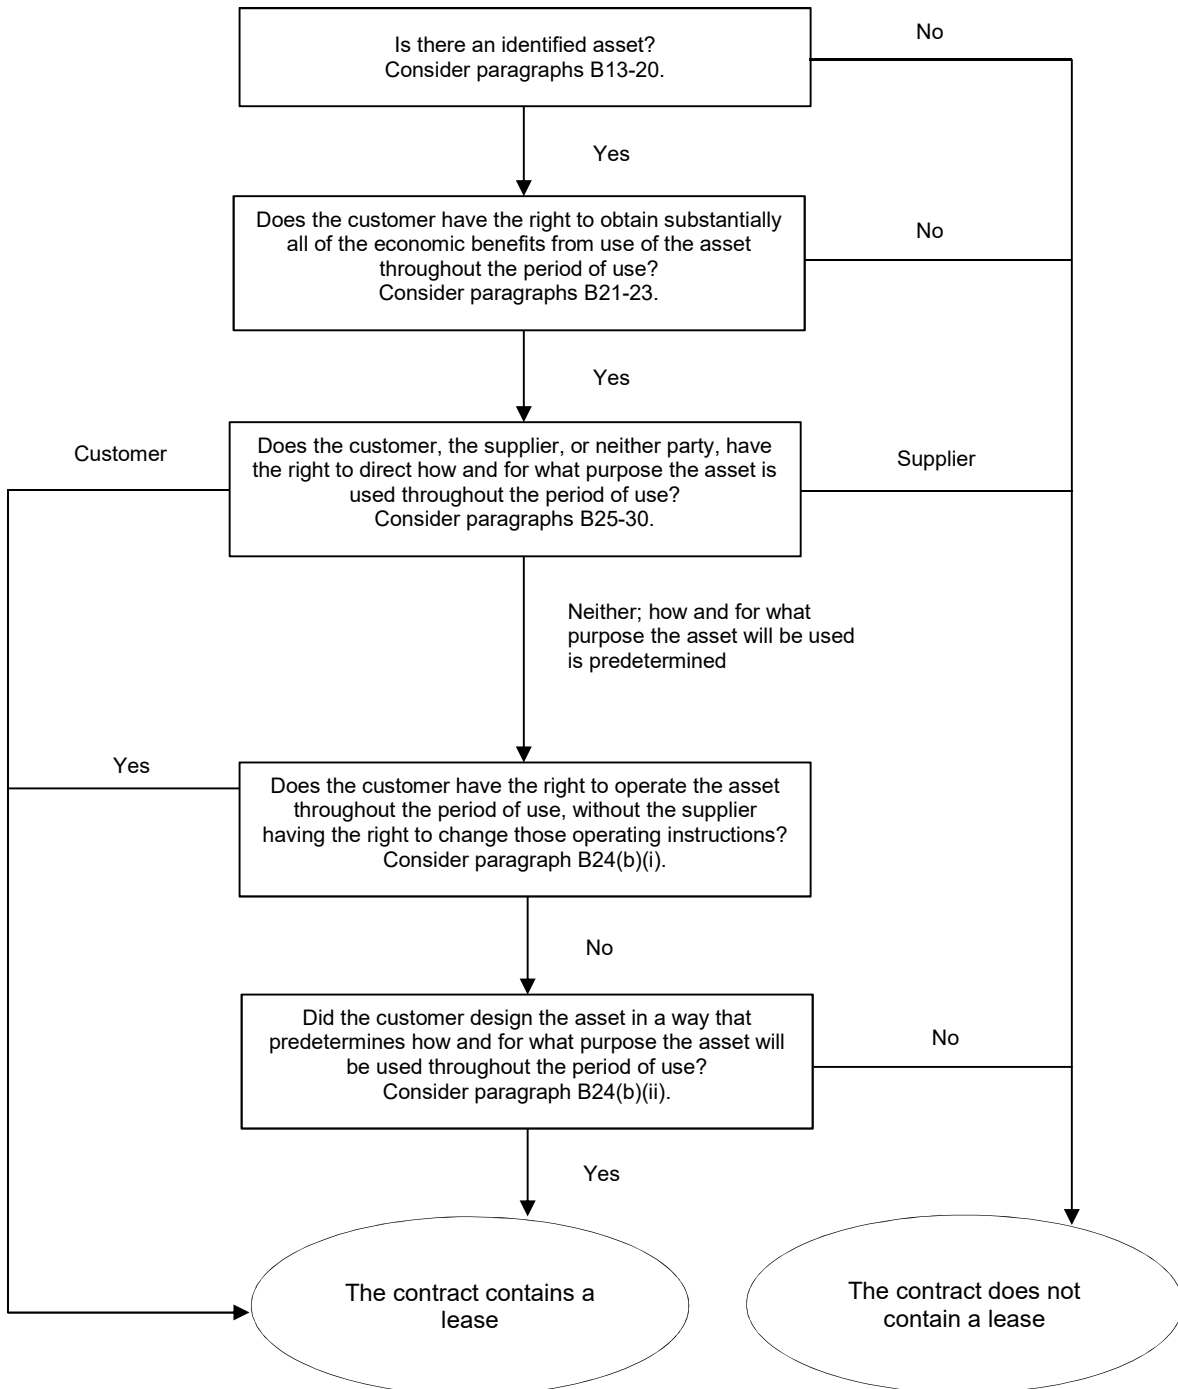 Is there an identified asset?
Consider paragraphs B13-20.
No
Yes
Does the customer have the right to obtain substantially
all of the economic benefits from use of the asset
throughout the period of use?
Consider paragraphs B21-23.
No
Yes
Customer
Does the customer, the supplier, or neither party, have
the right to direct how and for what purpose the asset is
used throughout the period of use?
Consider paragraphs B25-30.
Supplier
Neither; how and for what
purpose the asset will be used
is predetermined
Yes
Does the customer have the right to operate the asset
throughout the period of use, without the supplier
having the right to change those operating instructions?
Consider paragraph B24(b)(i).
No
Did the customer design the asset in a way that
predetermines how and for what purpose the asset will
be used throughout the period of use?
Consider paragraph B24(b)(ii).
No
Yes
The contract contains a
lease
The contract does not
contain a lease